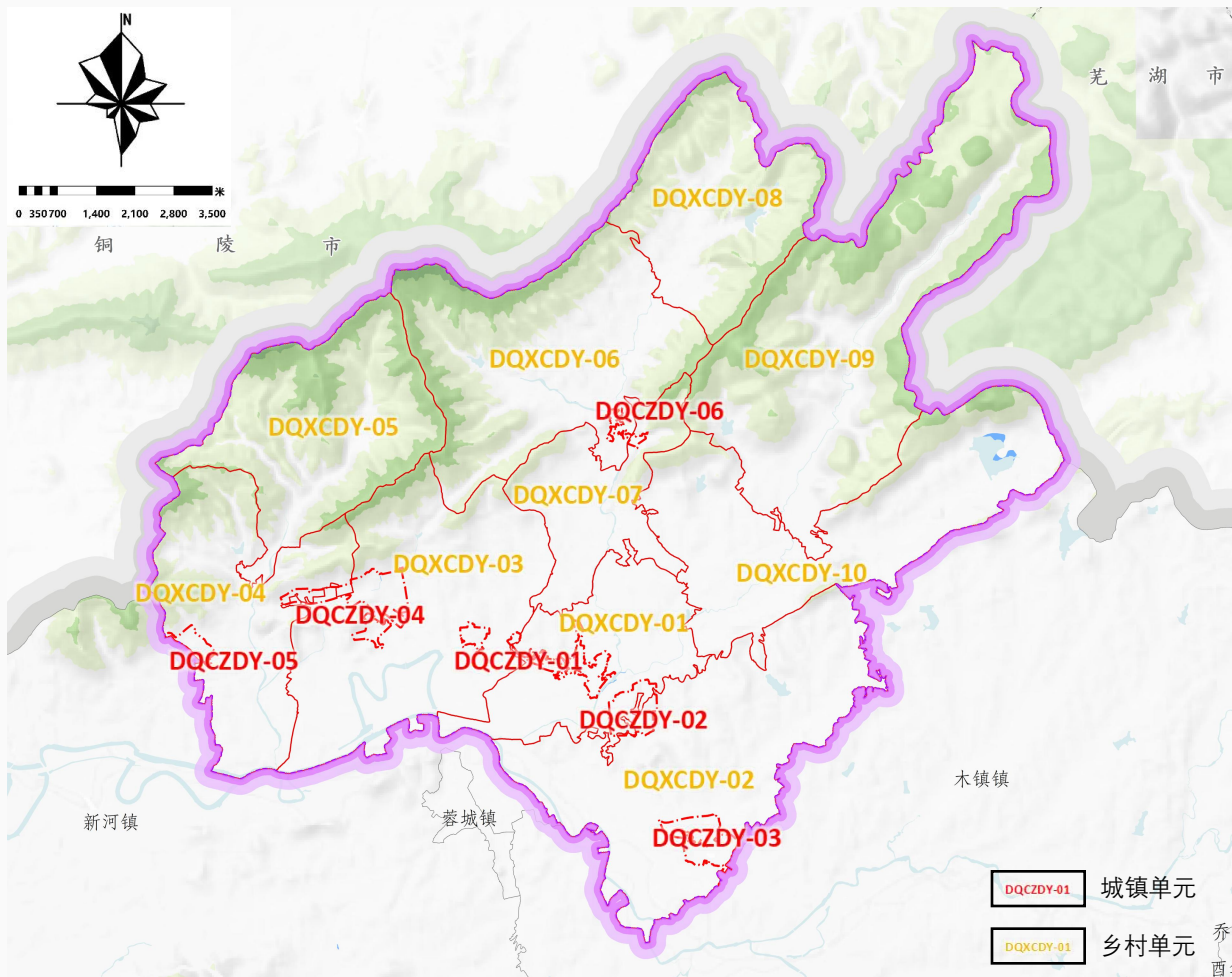 N
米
0 350 700 1,400 2,100 2,800 3,500
芜湖市
铜陵市
DQXCDY-08
DQXCDY-06
DQXCDY-09
DQCZDY-06
DQXCDY-05
DQXCDY-07
DQXCDY-03
DQXCDY-10
DQXCDY-04
DQCZDY-04
DQXCDY-01
DQCZDY-05
DQCZDY-01
DQCZDY-02
DQXCDY-02
木镇镇
新河镇
蓉城镇
DQCZDY-03
DQCZDY-01 城镇单元
DQXCDY-01 乡村单元
乔
西